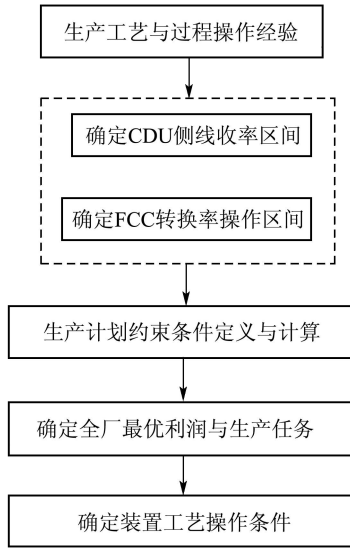 生产工艺与过程操作经验
确定CDU侧线收率区间
确定FCC转换率操作区间
生产计划约束条件定义与计算
确定全厂最优利润与生产任务
确定装置工艺操作条件